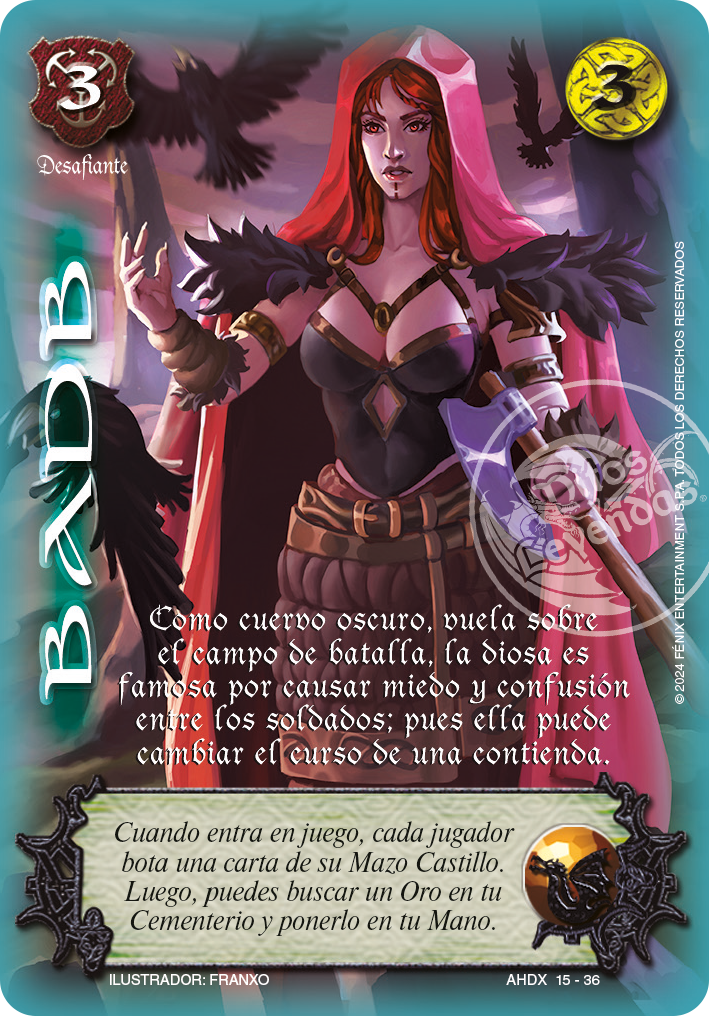 3
3
Desafiante
BADB
Como cuervo oscuro, vuela sobre
el campo de batalla, la diosa es
famosa por causar miedo y confusión
entre los soldados; pues ella puede
cambiar el curso de una contienda.
Mitos y
Leyendas®
© 2024 FÉNIX ENTERTAINMENT S.P.A. TODOS LOS DERECHOS RESERVADOS
Cuando entra en juego, cada jugador
bota una carta de su Mazo Castillo.
Luego, puedes buscar un Oro en tu
Cementerio y ponerlo en tu Mano.
ILUSTRADOR: FRANXO
AHDX 15 - 36